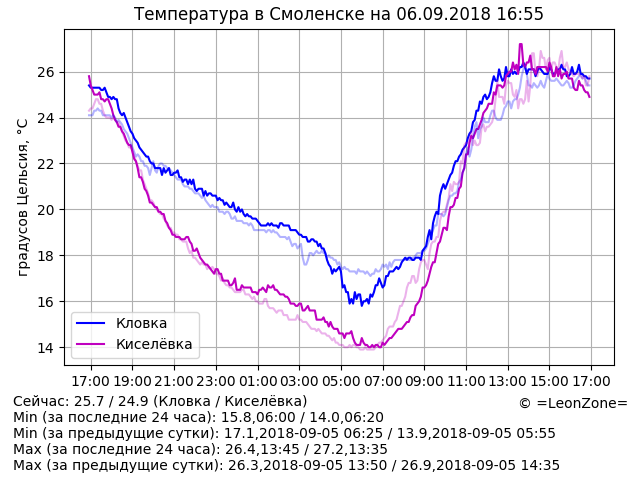 Температура в Смоленске на 06.09.2018 16:55
градусов Цельсия, °C
26
24
22
20
18
16
14
Кловка
Киселёвка
17:00 19:00 21:00 23:00 01:00 03:00 05:00 07:00 09:00 11:00 13:00 15:00 17:00
Сейчас: 25.7 / 24.9 (Кловка / Киселёвка)
© =LeonZone=
Min (за последние 24 часа): 15.8,06:00 / 14.0,06:20
Min (за предыдущие сутки): 17.1,2018-09-05 06:25 / 13.9,2018-09-05 05:55
Max (за последние 24 часа): 26.4,13:45 / 27.2,13:35
Max (за предыдущие сутки): 26.3,2018-09-05 13:50 / 26.9,2018-09-05 14:35